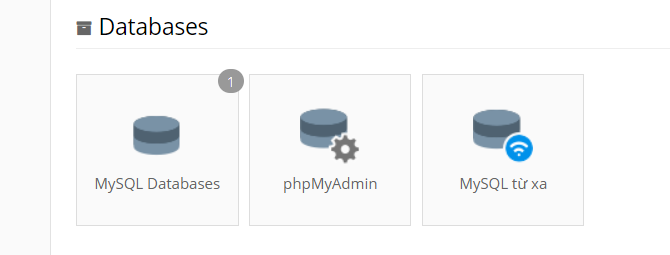 Databases
1
MySQL Databases
phpMyAdmin
MySQL từ xa